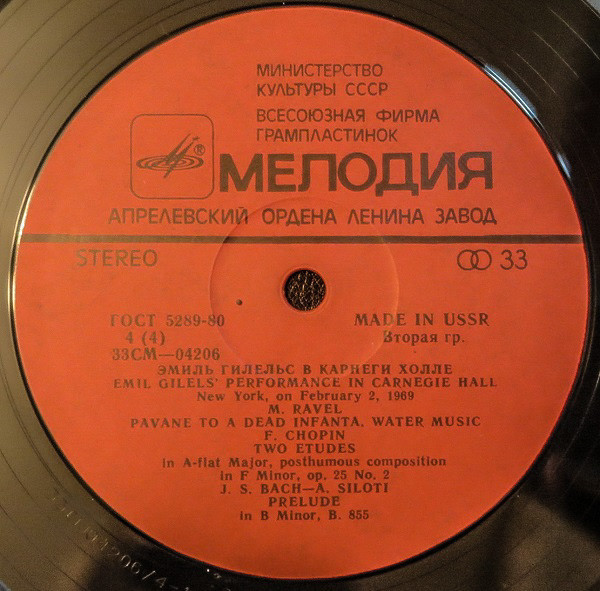 МИНИСТЕРСТВО
КУЛЬТУРЫ СССР
ВСЕСОЮЗНАЯ ФИРМА
ГРАМПЛАСТИНОК
®
МЕЛОДИЯ
АПРЕЛЕВСКИЙ ОРДЕНА ЛЕНИНА ЗАВОД
STEREO
33
ГОСТ 5289-80
MADE IN USSR
4 (4)
Вторая гр.
33СМ—04206
ЭМИЛЬ ГИЛЕЛЬС В КАРНЕГИ ХОЛЛЕ
EMIL GILELS' PERFORMANCE IN CARNEGIE HALL
New York, on February 2, 1969
M. RAVEL
PAVANE TO A DEAD INFANTA. WATER MUSIC
F. CHOPIN
TWO ETUDES
in A-flat Major, posthumous composition
in F Minor, op. 25 No. 2
J. S. BACH—A. SILOTI
PRELUDE
in B Minor, B. 855